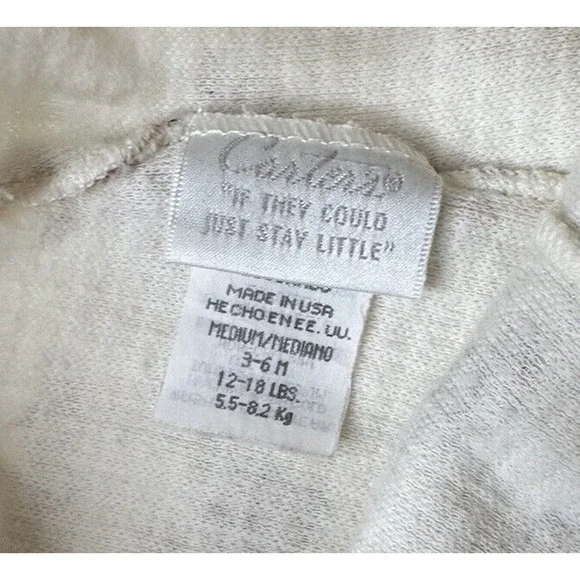 Carter's®
"IF THEY COULD
JUST STAY LITTLE"
MADE IN USA
HECHO EN EE. UU.
MEDIUM/MEDIANO
3-6 M
12-18 LBS.
5.5-8.2 Kg